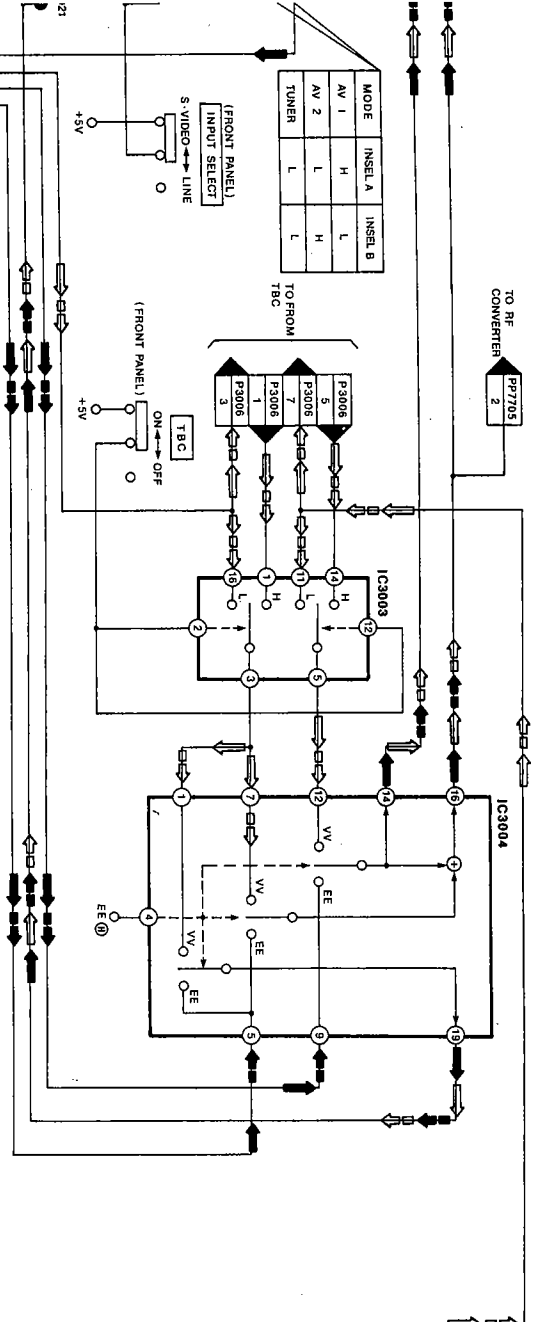 021
+5V
S·VIDEO ↔ LINE
INPUT SELECT
(FRONT PANEL)
MODE INSEL A INSEL B
AV 1 H L
AV 2 L H
TUNER L L
TO RF
CONVERTER
PP7705
2
TO FROM
TBC
P3006
5
P3006
7
P3006
1
P3006
3
(FRONT PANEL)
TBC
ON ↔ OFF
+5V
IC3003
14
11
1
16
H
L
H
L
12
2
5
3
IC3004
16
14
12
7
1
+
VV
EE
VV
EE
VV
EE
4
EE Ⓗ
19
9
5